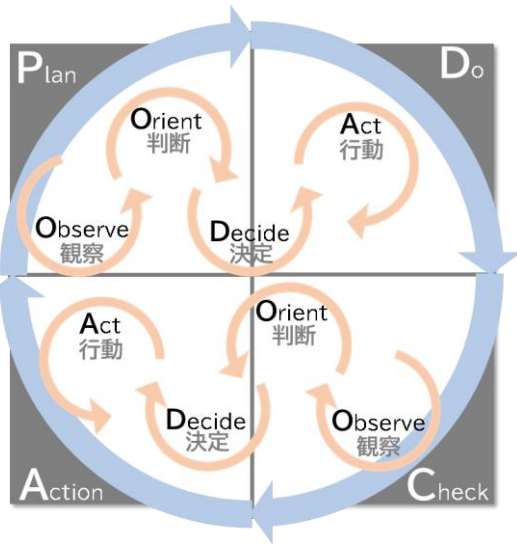 Plan
Do
Orient
判断
Act
行動
Observe
観察
Decide
決定
Act
行動
Orient
判断
Decide
決定
Observe
観察
Action
Check